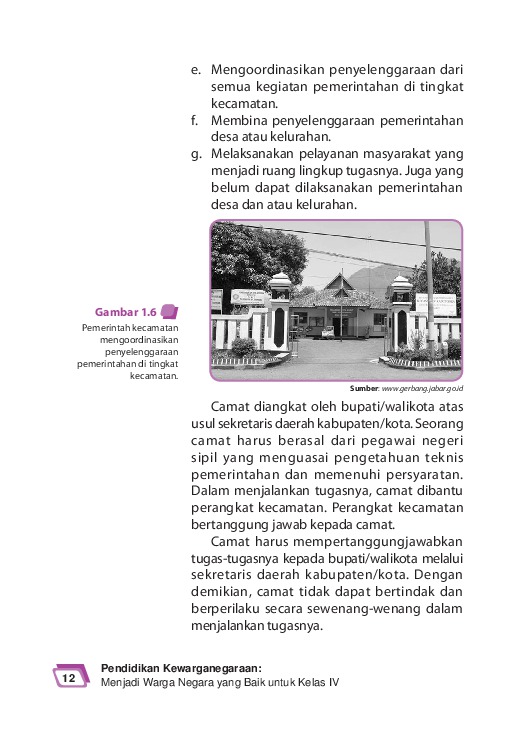 e. Mengoordinasikan penyelenggaraan dari
semua kegiatan pemerintahan di tingkat
kecamatan.
f. Membina penyelenggaraan pemerintahan
desa atau kelurahan.
g. Melaksanakan pelayanan masyarakat yang
menjadi ruang lingkup tugasnya. Juga yang
belum dapat dilaksanakan pemerintahan
desa dan atau kelurahan.
Gambar 1.6
Pemerintah kecamatan
mengoordinasikan
penyelenggaraan
pemerintahan di tingkat
kecamatan.
Sumber: www.gerbang.jabar.go.id
Camat diangkat oleh bupati/walikota atas
usul sekretaris daerah kabupaten/kota. Seorang
camat harus berasal dari pegawai negeri
sipil yang menguasai pengetahuan teknis
pemerintahan dan memenuhi persyaratan.
Dalam menjalankan tugasnya, camat dibantu
perangkat kecamatan. Perangkat kecamatan
bertanggung jawab kepada camat.
Camat harus mempertanggungjawabkan
tugas-tugasnya kepada bupati/walikota melalui
sekretaris daerah kabupaten/kota. Dengan
demikian, camat tidak dapat bertindak dan
berperilaku secara sewenang-wenang dalam
menjalankan tugasnya.
12
Pendidikan Kewarganegaraan:
Menjadi Warga Negara yang Baik untuk Kelas IV